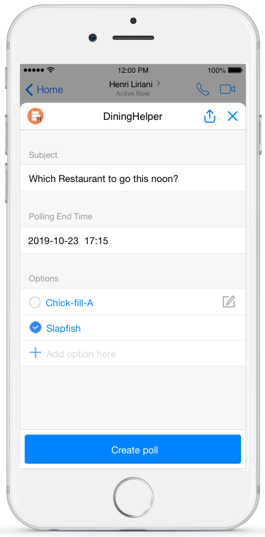 12:00 PM
100%
Home
Henri Liriani
Active Now
DiningHelper
Subject
Which Restaurant to go this noon?
Polling End Time
2019-10-23 17:15
Options
Chick-fill-A
Slapfish
Add option here
Create poll